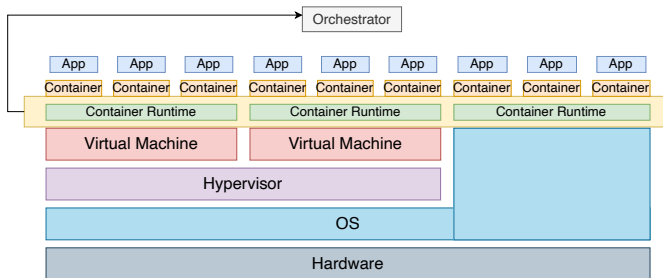 Orchestrator
App App App App App App App App App
Container Container Container Container Container Container Container Container Container
Container Runtime Container Runtime Container Runtime
Virtual Machine Virtual Machine
Hypervisor
OS
Hardware